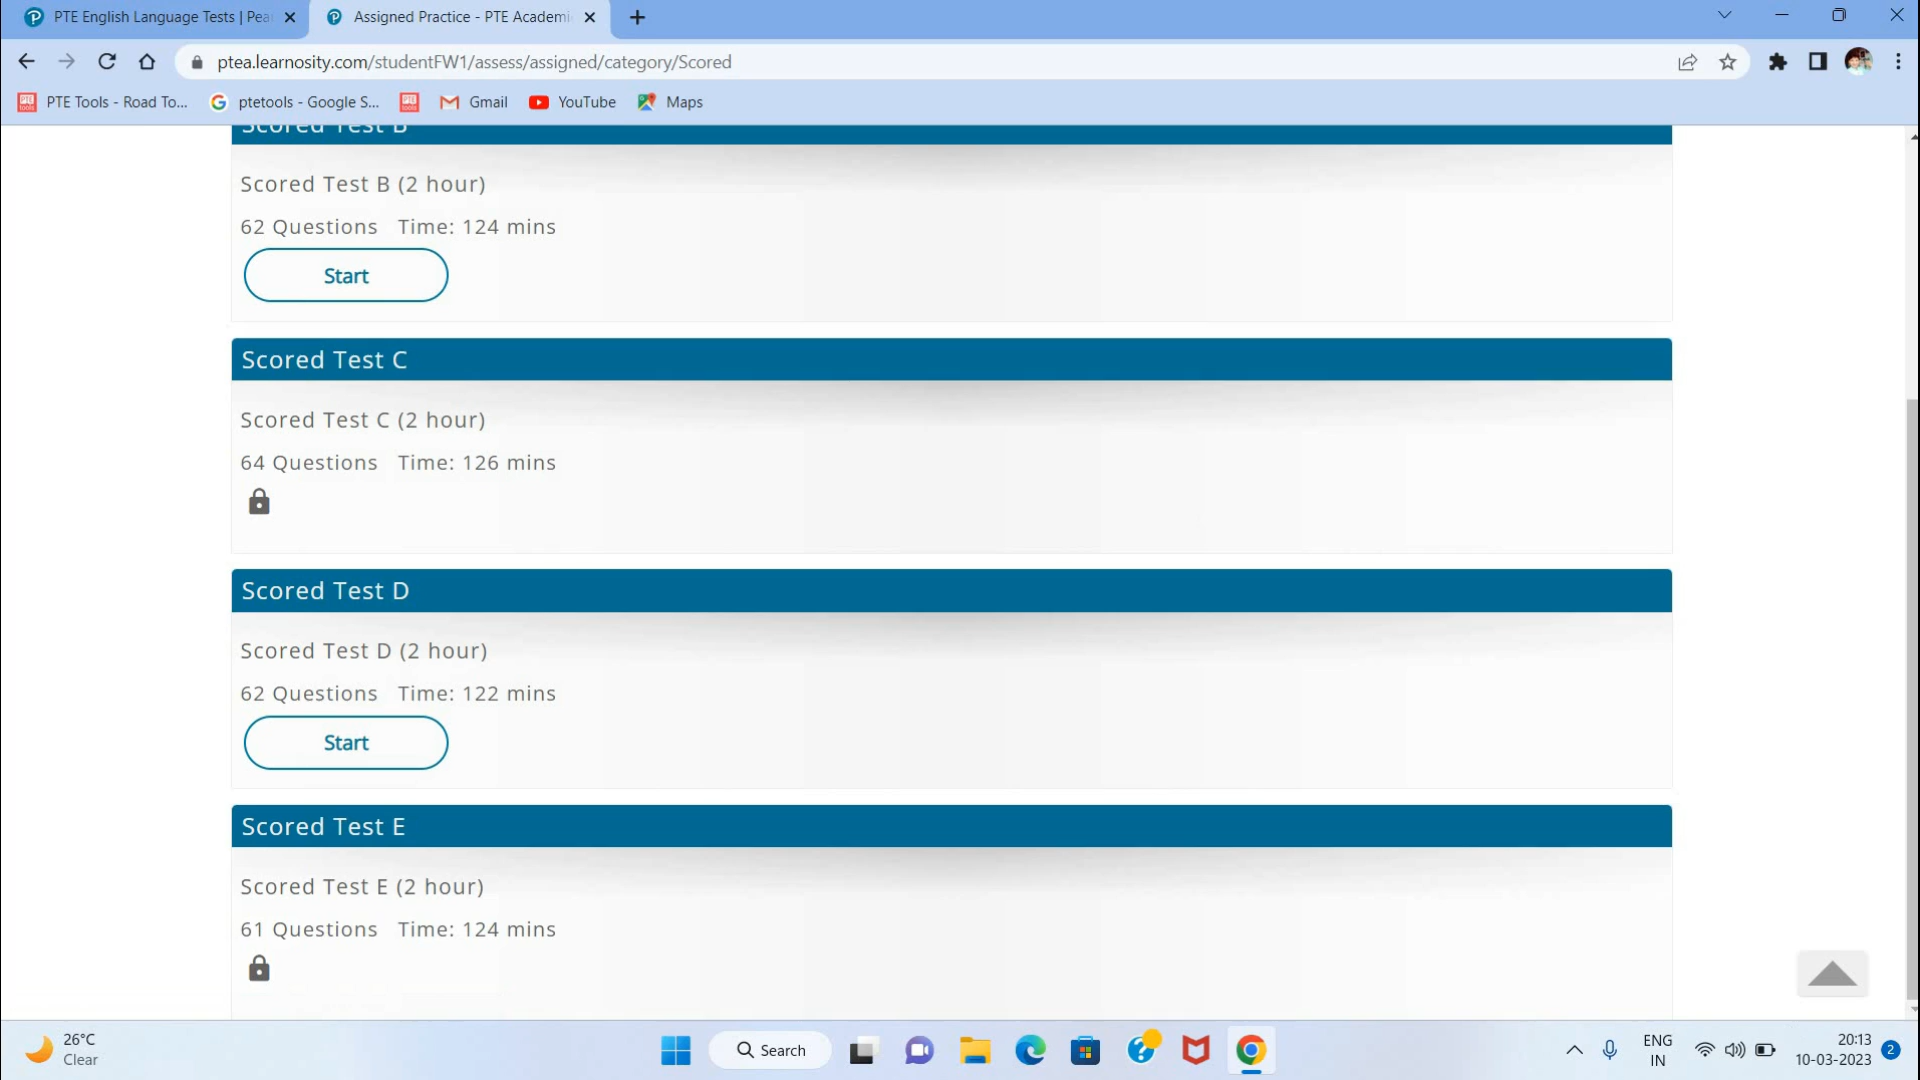 PTE English Language Tests | Pea
Assigned Practice - PTE Academi
ptea.learnosity.com/studentFW1/assess/assigned/category/Scored
PTE Tools - Road To...
ptetools - Google S...
Gmail
YouTube
Maps
Scored Test B
Scored Test B (2 hour)
62 Questions Time: 124 mins
Start
Scored Test C
Scored Test C (2 hour)
64 Questions Time: 126 mins
Scored Test D
Scored Test D (2 hour)
62 Questions Time: 122 mins
Start
Scored Test E
Scored Test E (2 hour)
61 Questions Time: 124 mins
26°C
Clear
Search
ENG
IN
20:13
10-03-2023
2